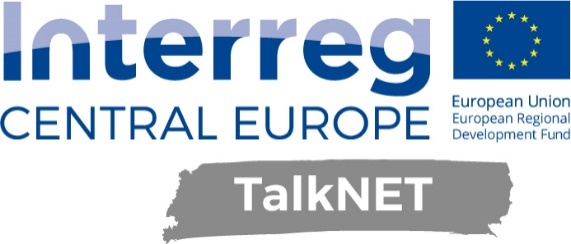 Interreg
CENTRAL EUROPE
European Union
European Regional
Development Fund
TalkNET